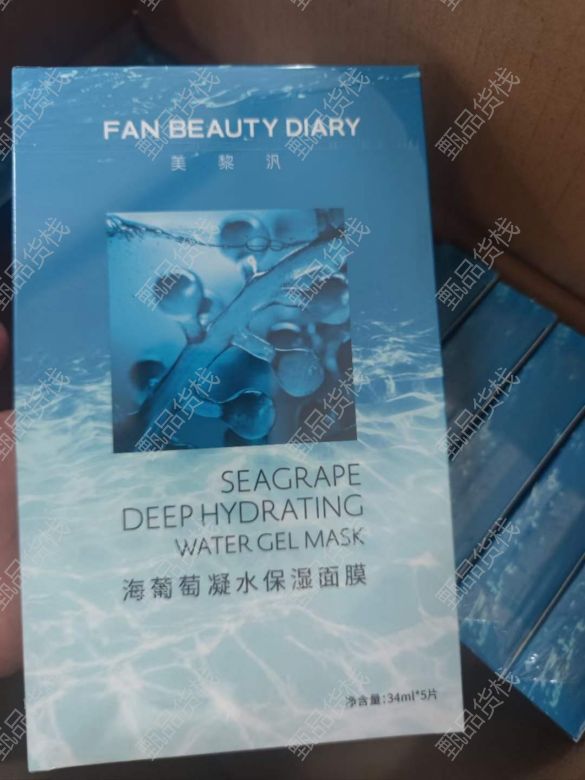 FAN BEAUTY DIARY
美黎汎
SEAGRAPE
DEEP HYDRATING
WATER GEL MASK
海葡萄凝水保湿面膜
净含量:34ml*5片
甄品货栈